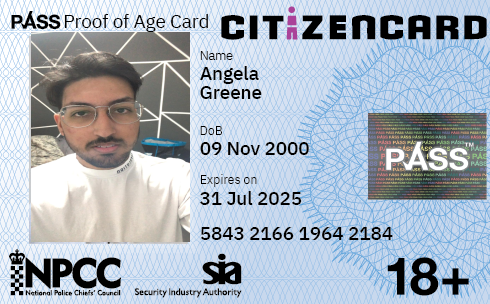 PASS Proof of Age Card
CITIZENCARD
Name
Angela
Greene
DoB
09 Nov 2000
Expires on
31 Jul 2025
5843 2166 1964 2184
PASS™
NPCC
National Police Chiefs' Council
sia
Security Industry Authority
18+